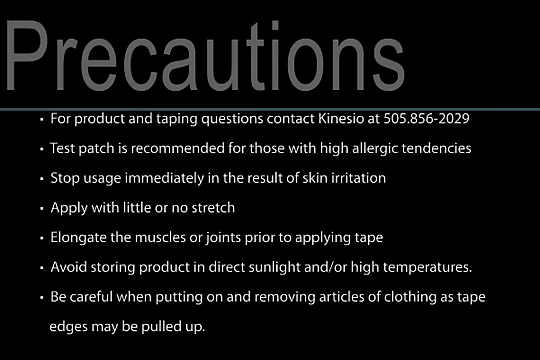 Precautions
• For product and taping questions contact Kinesio at 505.856-2029
• Test patch is recommended for those with high allergic tendencies
• Stop usage immediately in the result of skin irritation
• Apply with little or no stretch
• Elongate the muscles or joints prior to applying tape
• Avoid storing product in direct sunlight and/or high temperatures.
• Be careful when putting on and removing articles of clothing as tape
edges may be pulled up.